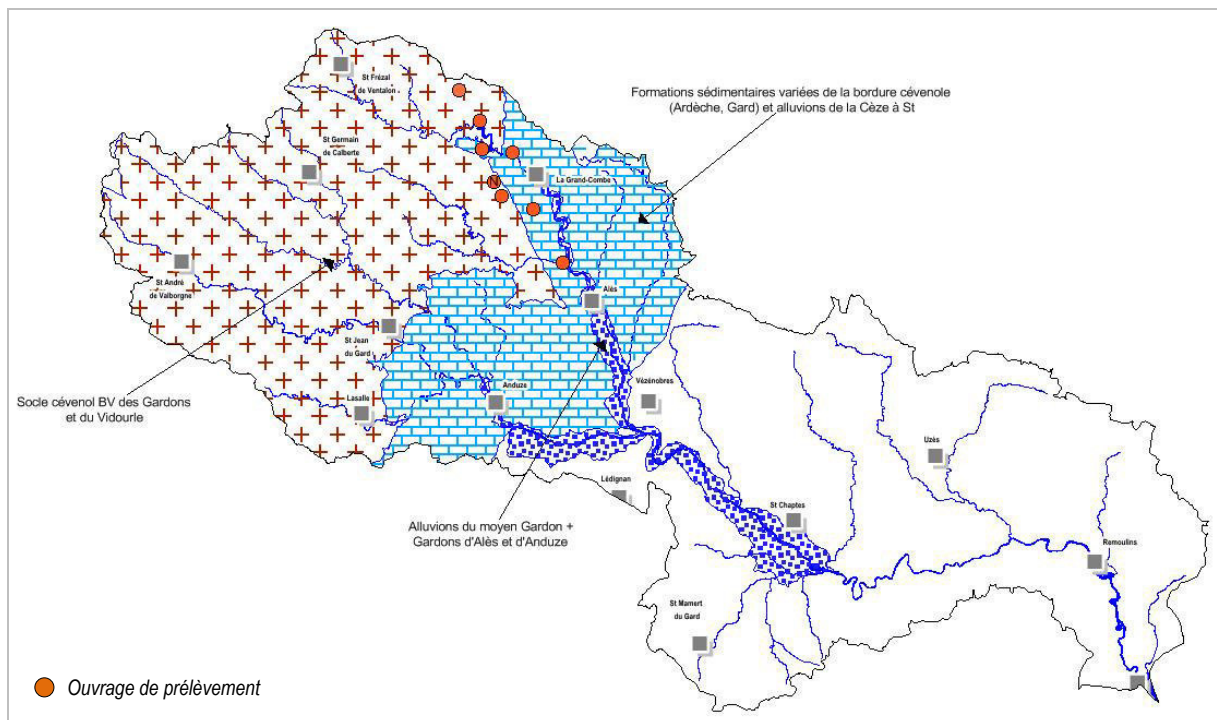 St Frézal
de Ventalon
Formations sédimentaires variées de la bordure cévenole
(Ardèche, Gard) et alluvions de la Cèze à St
St Germain
de Calberte
La Grand-Combe
N
St André
de Valborgne
Alès
St Jean
du Gard
Socle cévenol BV des Gardons
et du Vidourle
Lasalle
Anduze
Vézénobres
Uzès
Lédignan
St Chaptes
Alluvions du moyen Gardon +
Gardons d'Alès et d'Anduze
Remoulins
St Mamert
du Gard
Ouvrage de prélèvement